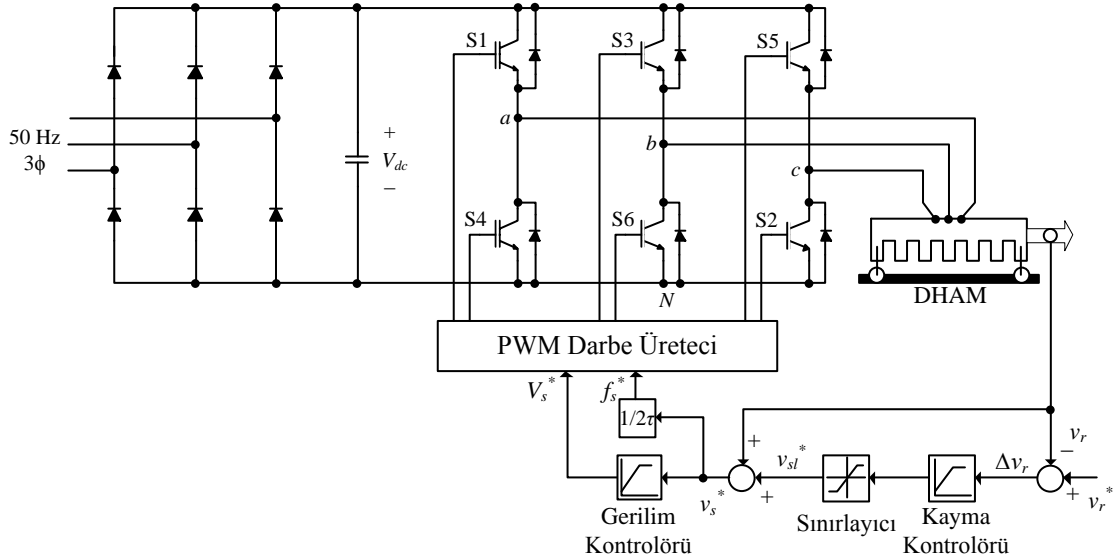 S1
S3
S5
a
+
50 Hz
V_dc
b
3ϕ
−
c
S4
S6
S2
N
DHAM
PWM Darbe Üreteci
V_s^*
f_s^*
1/2τ
+
v_r
−
v_sl^*
Δv_r
+
v_s^*
+
v_r^*
Gerilim
Kontrolörü
Sınırlayıcı
Kayma
Kontrolörü